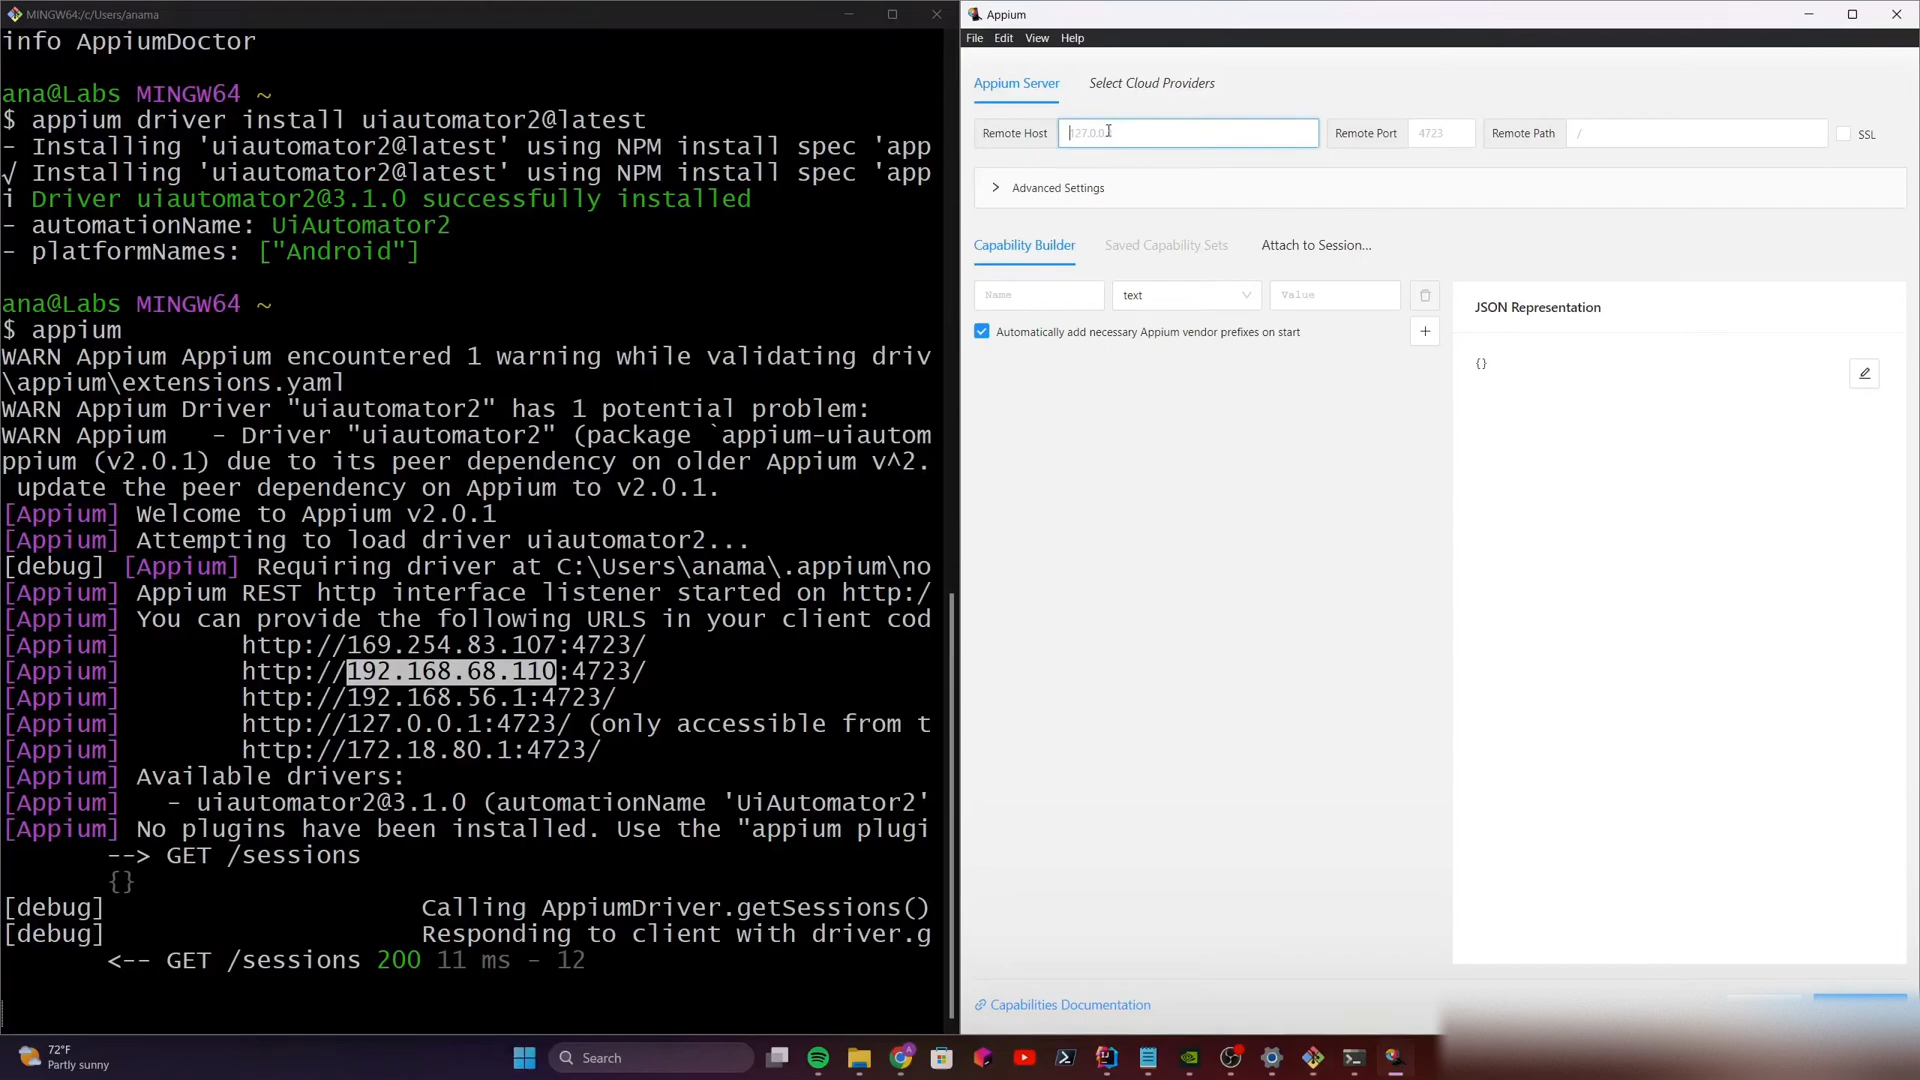 MINGW64:/c/Users/anama
info AppiumDoctor
ana@Labs MINGW64 ~
$ appium driver install uiautomator2@latest
- Installing 'uiautomator2@latest' using NPM install spec 'app
√ Installing 'uiautomator2@latest' using NPM install spec 'app
i Driver uiautomator2@3.1.0 successfully installed
- automationName: UiAutomator2
- platformNames: ["Android"]
ana@Labs MINGW64 ~
$ appium
WARN Appium Appium encountered 1 warning while validating driv
\appium\extensions.yaml
WARN Appium Driver "uiautomator2" has 1 potential problem:
WARN Appium   - Driver "uiautomator2" (package `appium-uiautom
ppium (v2.0.1) due to its peer dependency on older Appium v^2.
update the peer dependency on Appium to v2.0.1.
[Appium] Welcome to Appium v2.0.1
[Appium] Attempting to load driver uiautomator2...
[debug] [Appium] Requiring driver at C:\Users\anama\.appium\no
[Appium] Appium REST http interface listener started on http:/
[Appium] You can provide the following URLS in your client cod
[Appium] http://169.254.83.107:4723/
[Appium] http://192.168.68.110:4723/
[Appium] http://192.168.56.1:4723/
[Appium] http://127.0.0.1:4723/ (only accessible from t
[Appium] http://172.18.80.1:4723/
[Appium] Available drivers:
[Appium]   - uiautomator2@3.1.0 (automationName 'UiAutomator2'
[Appium] No plugins have been installed. Use the "appium plugi
--> GET /sessions
{}
[debug] Calling AppiumDriver.getSessions()
[debug] Responding to client with driver.g
<-- GET /sessions 200 11 ms - 12
Appium
File Edit View Help
Appium Server Select Cloud Providers
Remote Host 127.0.0. Remote Port 4723 Remote Path / SSL
Advanced Settings
Capability Builder Saved Capability Sets Attach to Session...
Name text Value
Automatically add necessary Appium vendor prefixes on start
JSON Representation
{}
Capabilities Documentation
72°F
Partly sunny
Search